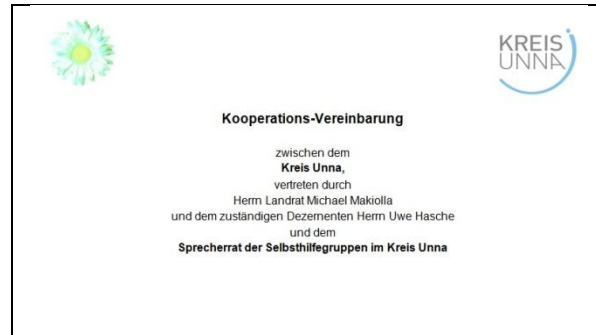 KREIS
UNNA
Kooperations-Vereinbarung
zwischen dem
Kreis Unna,
vertreten durch
Herrn Landrat Michael Makiolla
und dem zuständigen Dezernenten Herrn Uwe Hasche
und dem
Sprecherrat der Selbsthilfegruppen im Kreis Unna